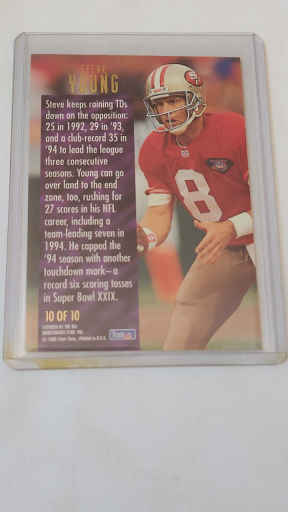 STEVE
YOUNG
Steve keeps raining TDs
down on the opposition:
25 in 1992, 29 in '93,
and a club-record 35 in
'94 to lead the league
three consecutive
seasons. Young can go
over land to the end
zone, too, rushing for
27 scores in his NFL
career, including a
team-leading seven in
1994. He capped the
'94 season with another
touchdown mark–a
record six scoring tosses
in Super Bowl XXIX.
10 OF 10
8